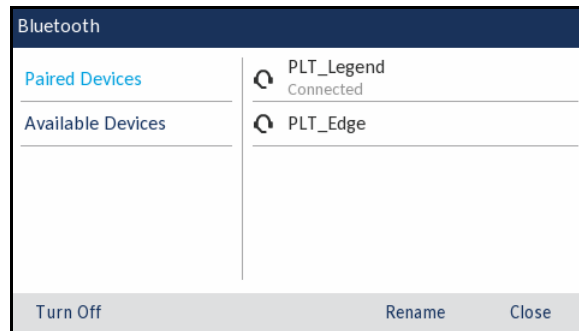 Bluetooth
Paired Devices
Available Devices
PLT_Legend
Connected
PLT_Edge
Turn Off
Rename
Close